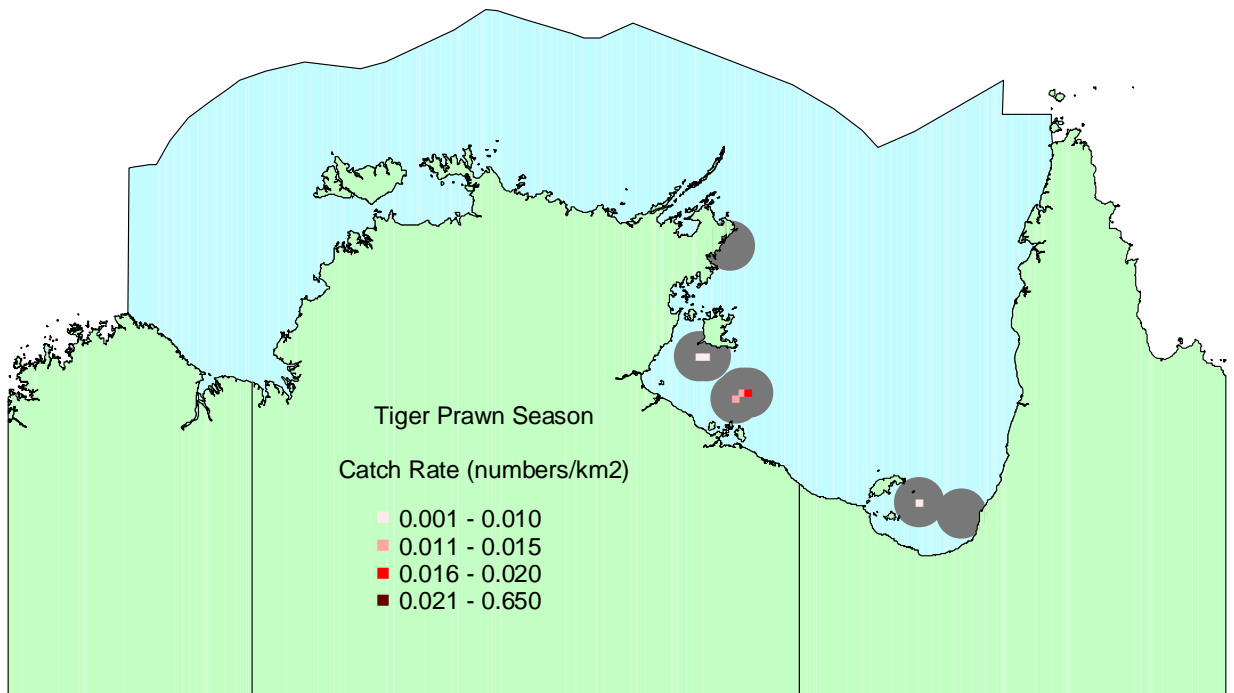 Tiger Prawn Season
Catch Rate (numbers/km2)
0.001 - 0.010
0.011 - 0.015
0.016 - 0.020
0.021 - 0.650